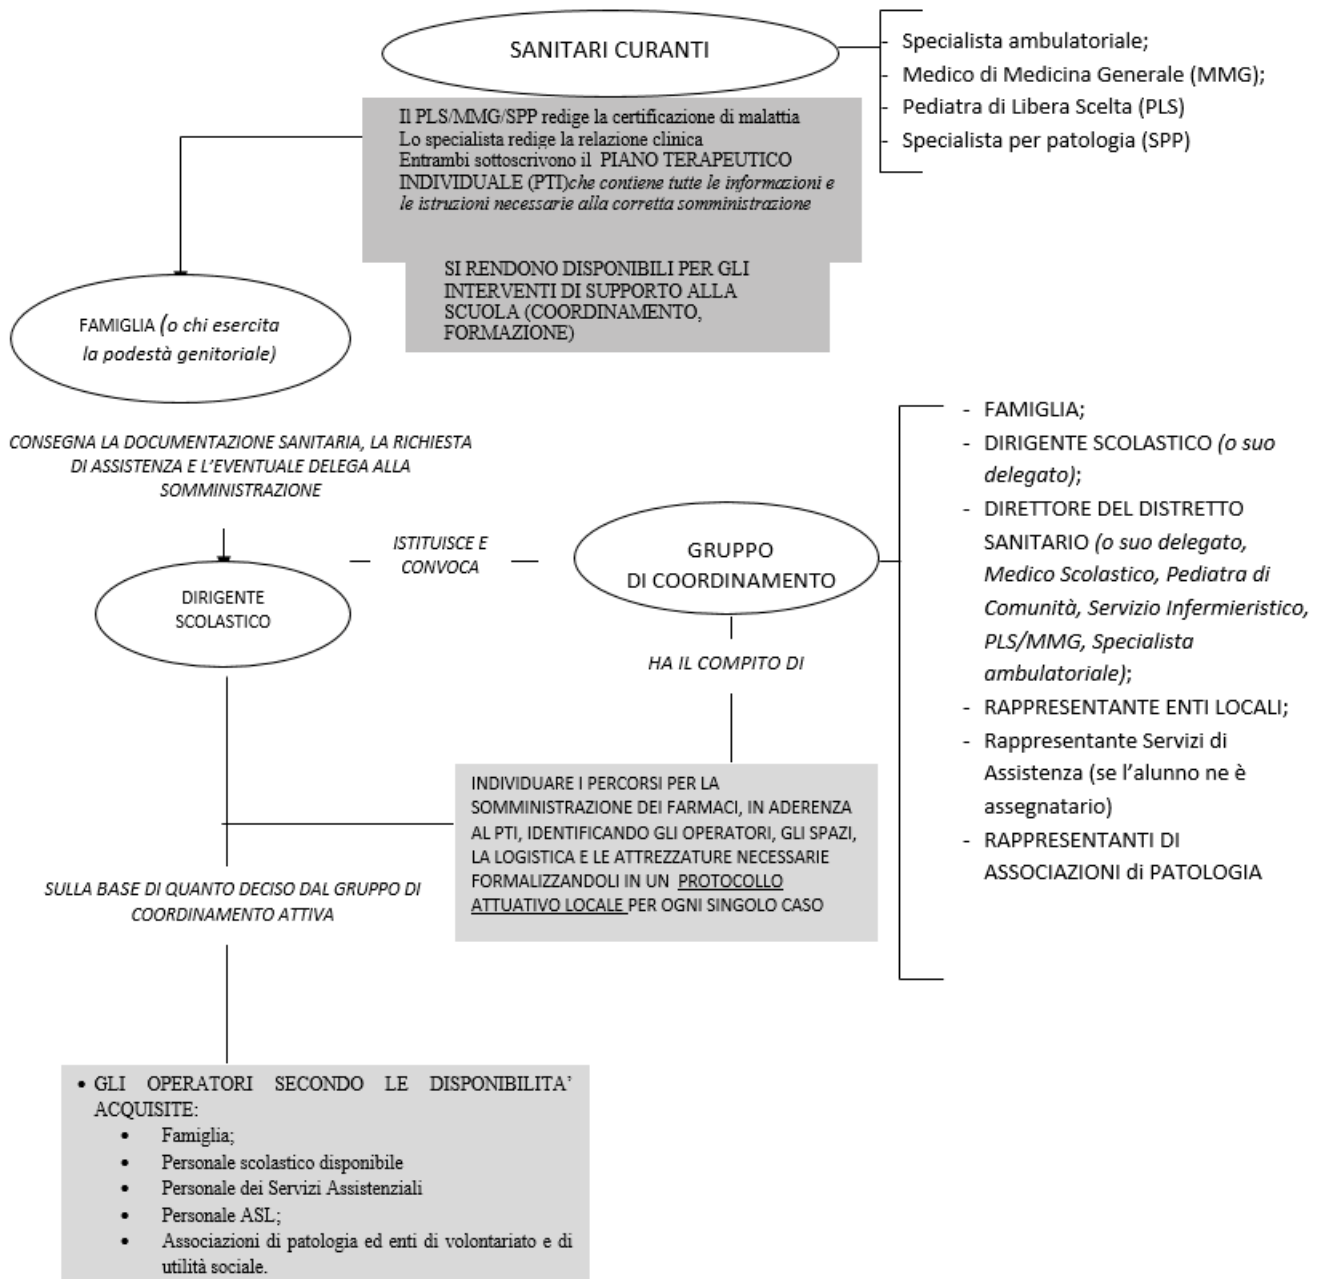 SANITARI CURANTI
- Specialista ambulatoriale;
- Medico di Medicina Generale (MMG);
- Pediatra di Libera Scelta (PLS)
- Specialista per patologia (SPP)
Il PLS/MMG/SPP redige la certificazione di malattia
Lo specialista redige la relazione clinica
Entrambi sottoscrivono il PIANO TERAPEUTICO
INDIVIDUALE (PTI)che contiene tutte le informazioni e
le istruzioni necessarie alla corretta somministrazione
SI RENDONO DISPONIBILI PER GLI
INTERVENTI DI SUPPORTO ALLA
SCUOLA (COORDINAMENTO,
FORMAZIONE)
FAMIGLIA (o chi esercita
la podestà genitoriale)
CONSEGNA LA DOCUMENTAZIONE SANITARIA, LA RICHIESTA
DI ASSISTENZA E L'EVENTUALE DELEGA ALLA
SOMMINISTRAZIONE
DIRIGENTE
SCOLASTICO
ISTITUISCE E
CONVOCA
GRUPPO
DI COORDINAMENTO
- FAMIGLIA;
- DIRIGENTE SCOLASTICO (o suo
delegato);
- DIRETTORE DEL DISTRETTO
SANITARIO (o suo delegato,
Medico Scolastico, Pediatra di
Comunità, Servizio Infermieristico,
PLS/MMG, Specialista
ambulatoriale);
- RAPPRESENTANTE ENTI LOCALI;
- Rappresentante Servizi di
Assistenza (se l'alunno ne è
assegnatario)
- RAPPRESENTANTI DI
ASSOCIAZIONI di PATOLOGIA
HA IL COMPITO DI
INDIVIDUARE I PERCORSI PER LA
SOMMINISTRAZIONE DEI FARMACI, IN ADERENZA
AL PTI, IDENTIFICANDO GLI OPERATORI, GLI SPAZI,
LA LOGISTICA E LE ATTREZZATURE NECESSARIE
FORMALIZZANDOLI IN UN PROTOCOLLO
ATTUATIVO LOCALE PER OGNI SINGOLO CASO
SULLA BASE DI QUANTO DECISO DAL GRUPPO DI
COORDINAMENTO ATTIVA
• GLI OPERATORI SECONDO LE DISPONIBILITA'
ACQUISITE:
• Famiglia;
• Personale scolastico disponibile
• Personale dei Servizi Assistenziali
• Personale ASL;
• Associazioni di patologia ed enti di volontariato e di
utilità sociale.